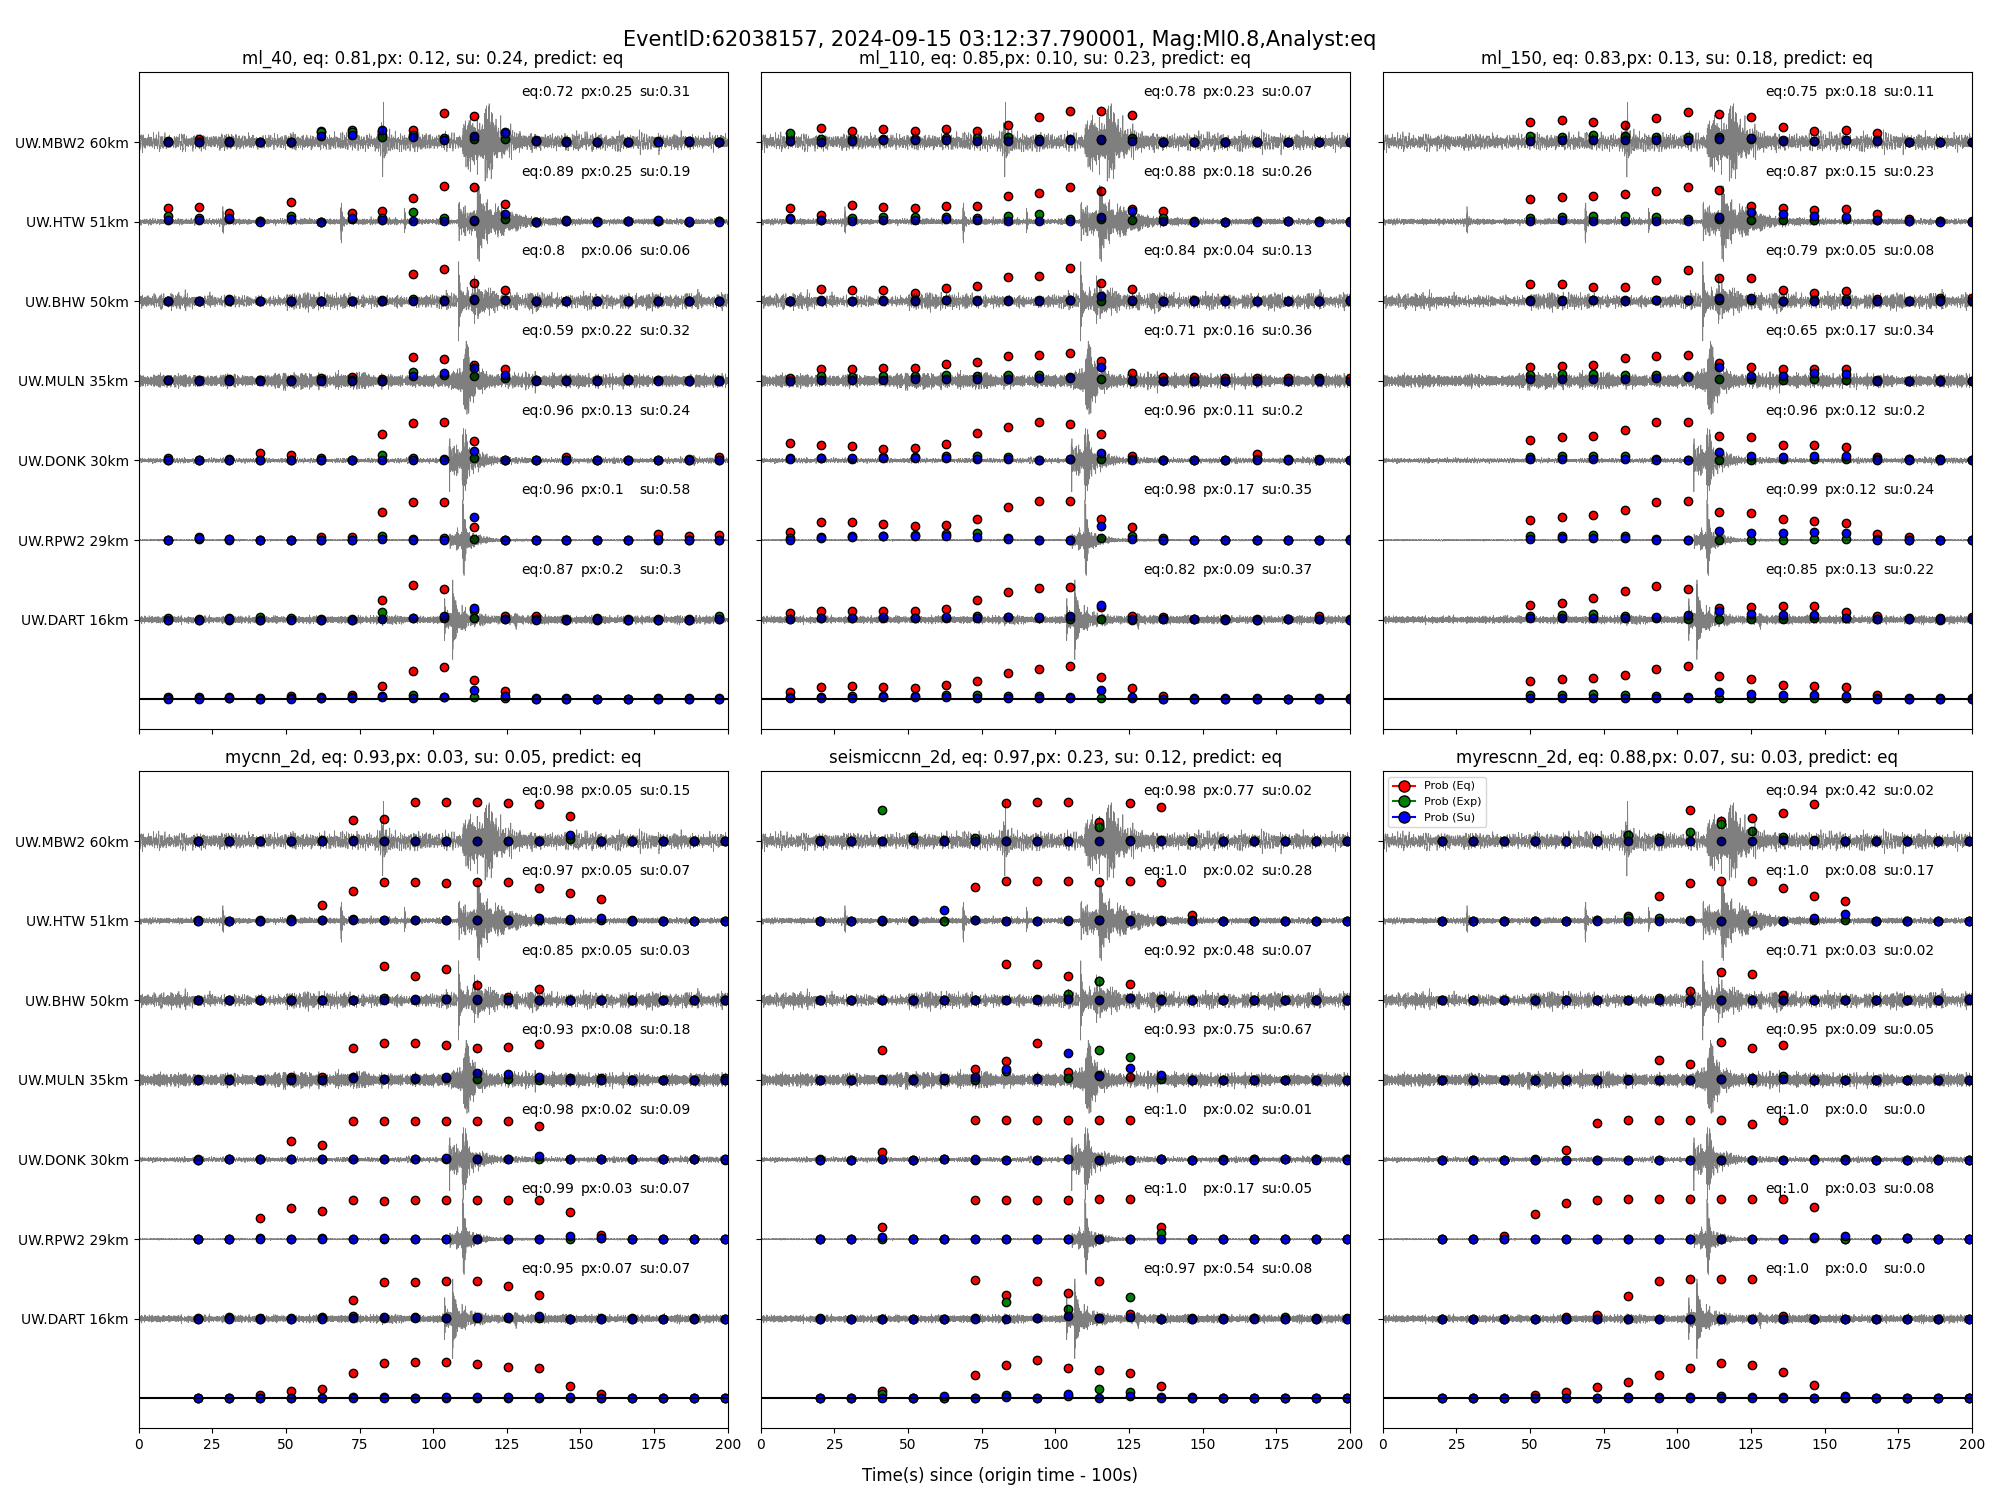 EventID:62038157, 2024-09-15 03:12:37.790001, Mag:Ml0.8,Analyst:eq
ml_40, eq: 0.81,px: 0.12, su: 0.24, predict: eq
UW.MBW2 60km
eq:0.72 px:0.25 su:0.31
UW.HTW 51km
eq:0.89 px:0.25 su:0.19
UW.BHW 50km
eq:0.8 px:0.06 su:0.06
UW.MULN 35km
eq:0.59 px:0.22 su:0.32
UW.DONK 30km
eq:0.96 px:0.13 su:0.24
UW.RPW2 29km
eq:0.96 px:0.1 su:0.58
UW.DART 16km
eq:0.87 px:0.2 su:0.3
ml_110, eq: 0.85,px: 0.10, su: 0.23, predict: eq
eq:0.78 px:0.23 su:0.07
eq:0.88 px:0.18 su:0.26
eq:0.84 px:0.04 su:0.13
eq:0.71 px:0.16 su:0.36
eq:0.96 px:0.11 su:0.2
eq:0.98 px:0.17 su:0.35
eq:0.82 px:0.09 su:0.37
ml_150, eq: 0.83,px: 0.13, su: 0.18, predict: eq
eq:0.75 px:0.18 su:0.11
eq:0.87 px:0.15 su:0.23
eq:0.79 px:0.05 su:0.08
eq:0.65 px:0.17 su:0.34
eq:0.96 px:0.12 su:0.2
eq:0.99 px:0.12 su:0.24
eq:0.85 px:0.13 su:0.22
mycnn_2d, eq: 0.93,px: 0.03, su: 0.05, predict: eq
UW.MBW2 60km
eq:0.98 px:0.05 su:0.15
UW.HTW 51km
eq:0.97 px:0.05 su:0.07
UW.BHW 50km
eq:0.85 px:0.05 su:0.03
UW.MULN 35km
eq:0.93 px:0.08 su:0.18
UW.DONK 30km
eq:0.98 px:0.02 su:0.09
UW.RPW2 29km
eq:0.99 px:0.03 su:0.07
UW.DART 16km
eq:0.95 px:0.07 su:0.07
0 25 50 75 100 125 150 175 200
seismiccnn_2d, eq: 0.97,px: 0.23, su: 0.12, predict: eq
eq:0.98 px:0.77 su:0.02
eq:1.0 px:0.02 su:0.28
eq:0.92 px:0.48 su:0.07
eq:0.93 px:0.75 su:0.67
eq:1.0 px:0.02 su:0.01
eq:1.0 px:0.17 su:0.05
eq:0.97 px:0.54 su:0.08
0 25 50 75 100 125 150 175 200
myrescnn_2d, eq: 0.88,px: 0.07, su: 0.03, predict: eq
Prob (Eq)
Prob (Exp)
Prob (Su)
eq:0.94 px:0.42 su:0.02
eq:1.0 px:0.08 su:0.17
eq:0.71 px:0.03 su:0.02
eq:0.95 px:0.09 su:0.05
eq:1.0 px:0.0 su:0.0
eq:1.0 px:0.03 su:0.08
eq:1.0 px:0.0 su:0.0
0 25 50 75 100 125 150 175 200
Time(s) since (origin time - 100s)